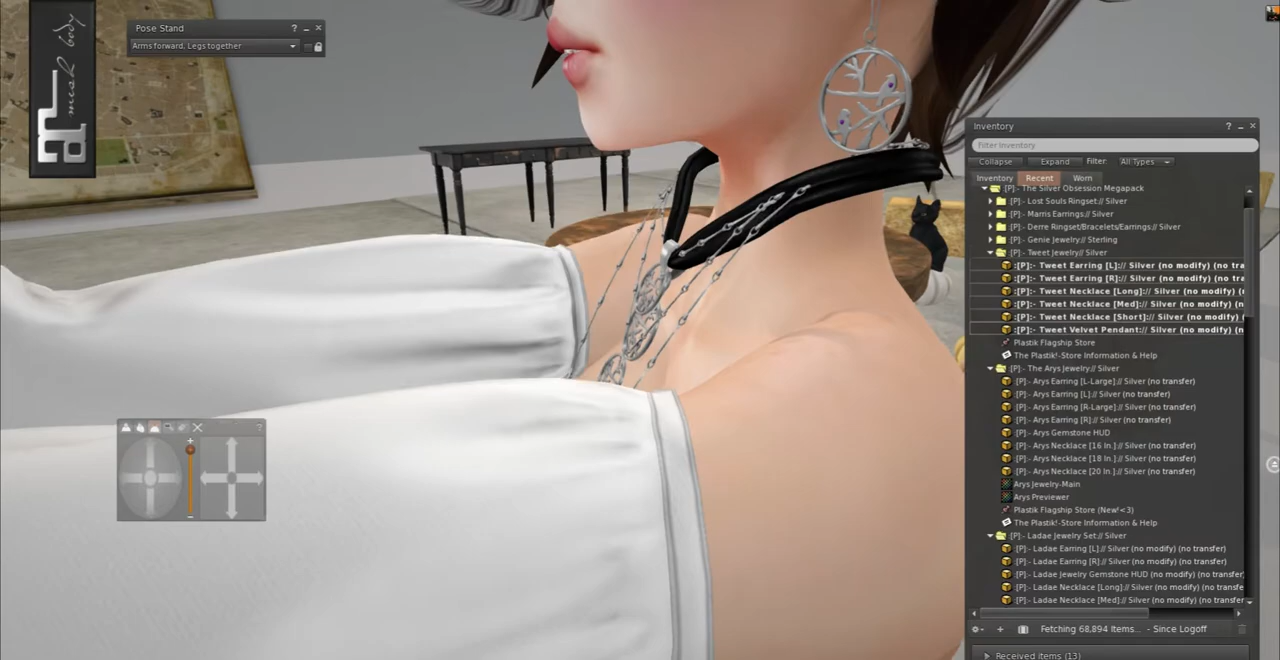 mesh body
Pose Stand
Arms forward, Legs together
Inventory
Filter Inventory
Collapse Expand Filter: All Types
Inventory Recent Worn
:[P]:- The Silver Obsession Megapack
:[P]:- Lost Souls Ringset:// Silver
:[P]:- Marris Earrings:// Silver
:[P]:- Derre Ringset/Bracelets/Earrings:// Silver
:[P]:- Genie Jewelry:// Sterling
:[P]:- Tweet Jewelry// Silver
:[P]:- Tweet Earring [L]:// Silver (no modify) (no tra
:[P]:- Tweet Earring [R]:// Silver (no modify) (no tra
:[P]:- Tweet Necklace [Long]:// Silver (no modify) (n
:[P]:- Tweet Necklace [Med]:// Silver (no modify) (n
:[P]:- Tweet Necklace [Short]:// Silver (no modify) (
:[P]:- Tweet Velvet Pendant:// Silver (no modify) (n
Plastik Flagship Store
The Plastik!-Store Information & Help
:[P]:- The Arys Jewelry:// Silver
:[P]:- Arys Earring [L-Large]:// Silver (no transfer)
:[P]:- Arys Earring [L]:// Silver (no transfer)
:[P]:- Arys Earring [R-Large]:// Silver (no transfer)
:[P]:- Arys Earring [R]:// Silver (no transfer)
:[P]:- Arys Gemstone HUD
:[P]:- Arys Necklace [16 In.]:// Silver (no transfer)
:[P]:- Arys Necklace [18 In.]:// Silver (no transfer)
:[P]:- Arys Necklace [20 In.]:// Silver (no transfer)
Arys Jewelry-Main
Arys Previewer
Plastik Flagship Store (New!<3)
The Plastik!-Store Information & Help
:[P]:- Ladae Jewelry Set:// Silver
:[P]:- Ladae Earring [L]:// Silver (no modify) (no transfer)
:[P]:- Ladae Earring [R]:// Silver (no modify) (no transfer)
:[P]:- Ladae Jewelry Gemstone HUD (no modify) (no transfer)
:[P]:- Ladae Necklace [Long]:// Silver (no modify) (no transfe
:[P]:- Ladae Necklace [Med]:// Silver (no modify) (no transfer)
Fetching 68,894 Items... - Since Logoff
Received items (13)